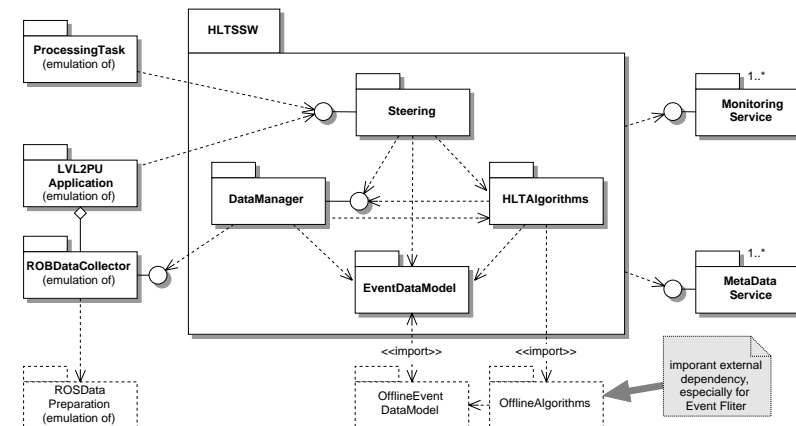 HLTSSW
ProcessingTask
(emulation of)
Steering
1..*
Monitoring
Service
LVL2PU
Application
(emulation of)
DataManager
HLTAlgorithms
ROBDataCollector
(emulation of)
EventDataModel
1..*
MetaData
Service
<<import>>
<<import>>
ROSData
Preparation
(emulation of)
OfflineEvent
DataModel
OfflineAlgorithms
imporant external
dependency,
especially for
Event Fliter